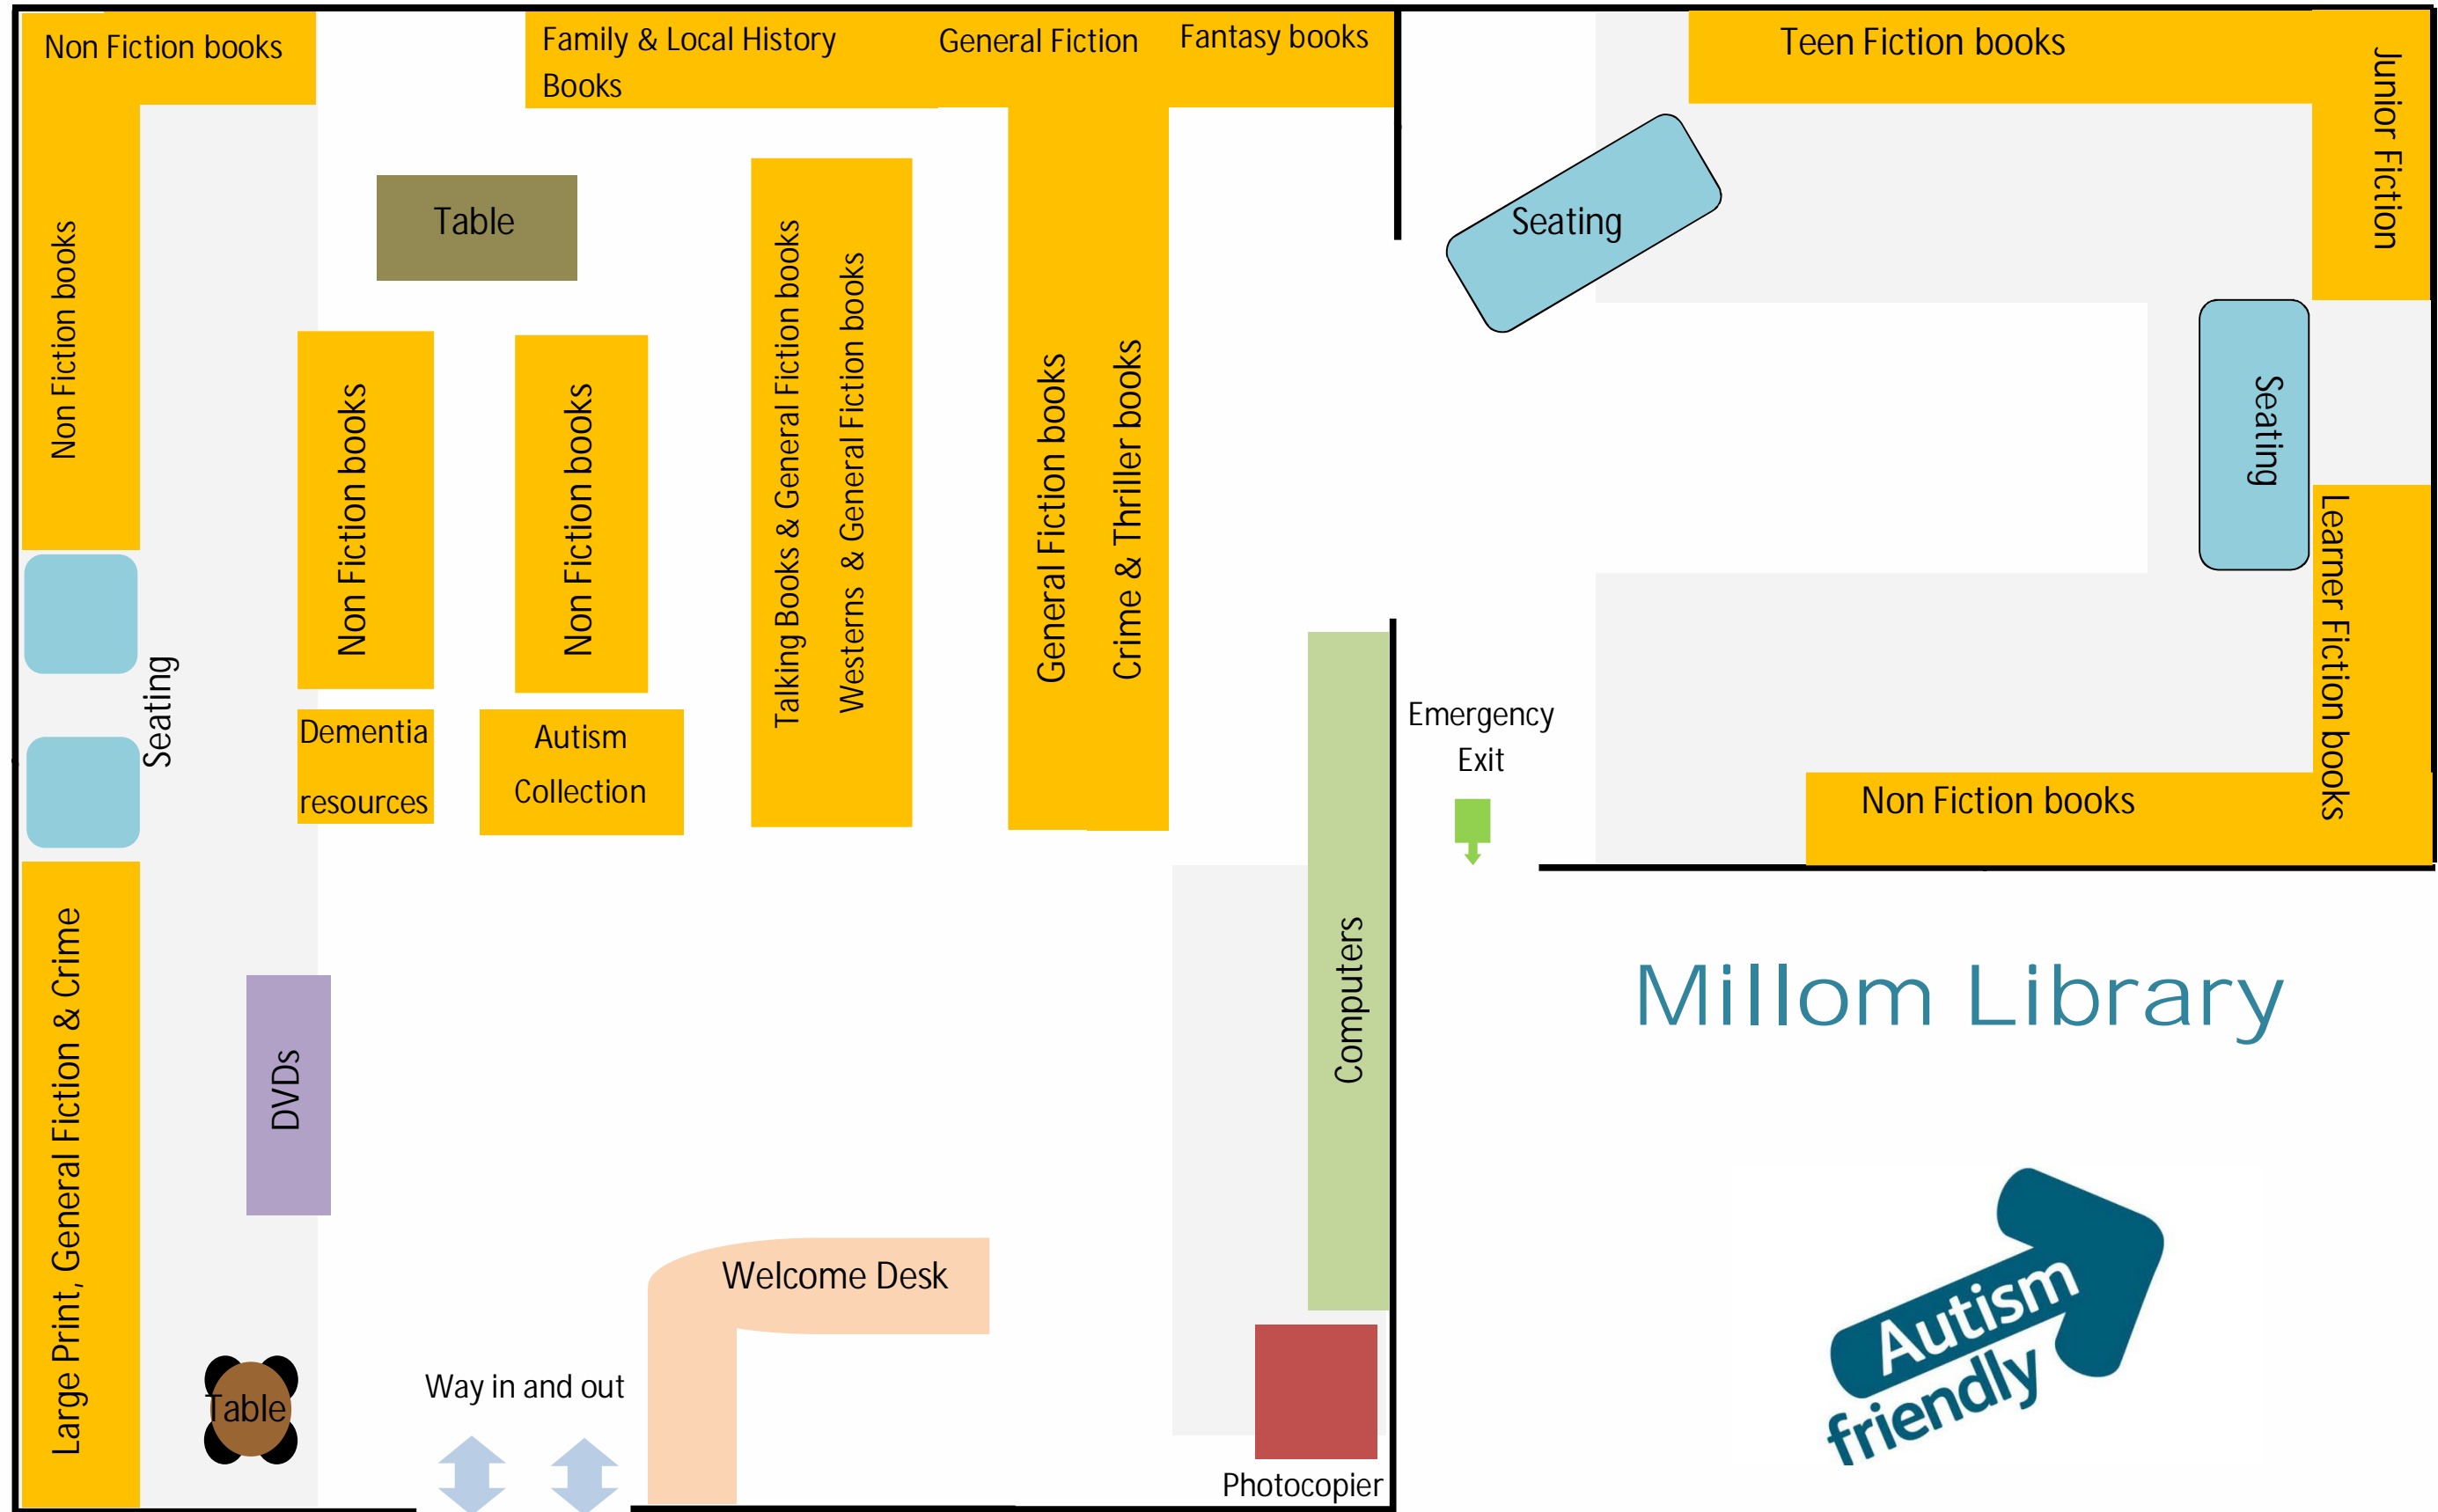 Non Fiction books
Family & Local History
Books
General Fiction
Fantasy books
Teen Fiction books
Junior Fiction
Non Fiction books
Table
Talking Books & General Fiction books
Westerns & General Fiction books
General Fiction books
Crime & Thriller books
Seating
Seating
Non Fiction books
Non Fiction books
Seating
Dementia
resources
Autism
Collection
Emergency
Exit
Learner Fiction books
Non Fiction books
Large Print, General Fiction & Crime
DVDs
Computers
Millom Library
Welcome Desk
Table
Way in and out
Photocopier
Autism
friendly